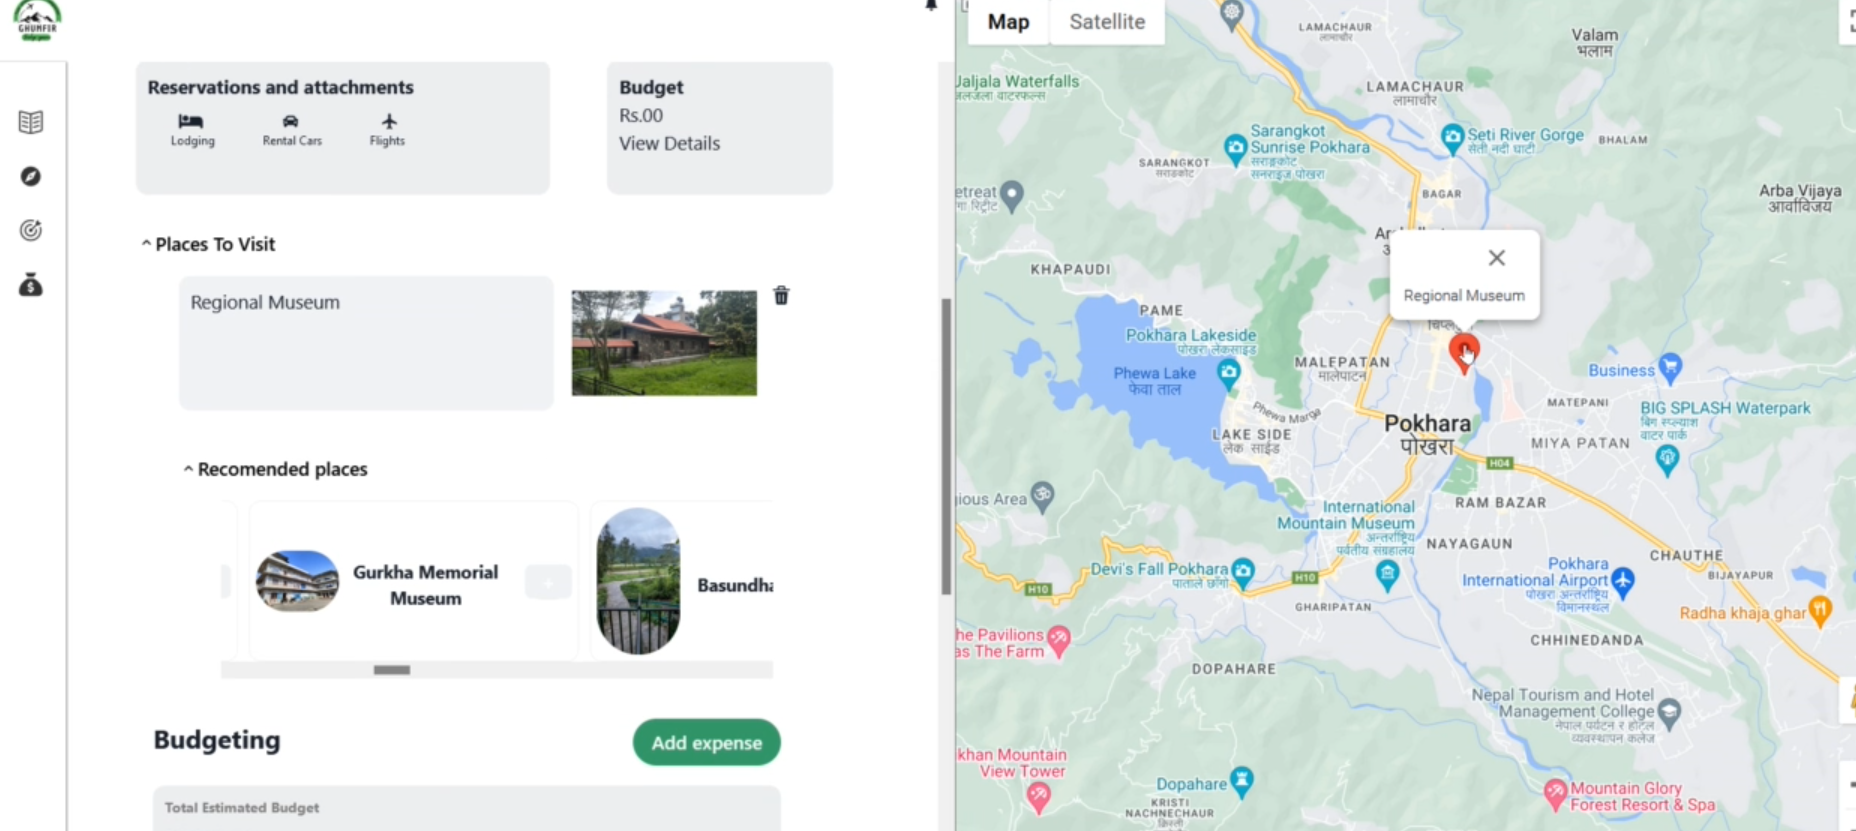 GHUMFIR
Reservations and attachments
Lodging
Rental Cars
Flights
Budget
Rs.00
View Details
^ Places To Visit
Regional Museum
^ Recomended places
Gurkha Memorial
Museum
Basundha
Budgeting
Add expense
Total Estimated Budget
Map
Satellite
LAMACHAUR
लामाचौर
Valam
भलाम
Jaljala Waterfalls
जलजला वाटरफल्स
LAMACHAUR
लामाचौर
Sarangkot
Sunrise Pokhara
सराङकोट
सनराइज पोखरा
Seti River Gorge
सेती नदी घाटी
BHALAM
SARANGKOT
सराङकोट
etreat
रिट्रीट
BAGAR
Arba Vijaya
आर्वाविजय
KHAPAUDI
Regional Museum
PAME
Pokhara Lakeside
पोखरा लेकसाइड
MALEPATAN
मालेपाटन
Phewa Lake
फेवा ताल
Business
Phewa Marga
MATEPANI
BIG SPLASH Waterpark
बिग स्प्ल्याश
वाटर पार्क
Pokhara
पोखरा
LAKE SIDE
लेक साईड
MIYA PATAN
H04
gious Area
RAM BAZAR
International
Mountain Museum
अन्तर्राष्ट्रिय
पर्वतीय संग्रहालय
NAYAGAUN
CHAUTHE
Devi's Fall Pokhara
पाताले छाँगो
Pokhara
International Airport
पोखरा अन्तर्राष्ट्रिय
विमानस्थल
BIJAYAPUR
H10
H10
GHARIPATAN
Radha khaja ghar
he Pavilions
as The Farm
CHHINEDANDA
DOPAHARE
Nepal Tourism and Hotel
Management College
नेपाल पर्यटन र होटल
व्यवस्थापन कलेज
khan Mountain
View Tower
Dopahare
KRISTI
NACHNECHAUR
क्रिस्ती
Mountain Glory
Forest Resort & Spa